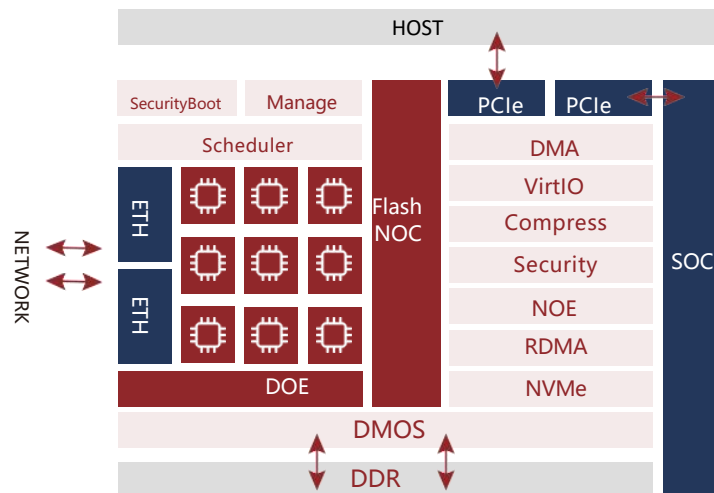 HOST
SecurityBoot
Manage
PCIe
PCIe
Scheduler
DMA
ETH
Flash
NOC
VirtIO
Compress
NETWORK
Security
SOC
ETH
NOE
RDMA
DOE
NVMe
DMOS
DDR